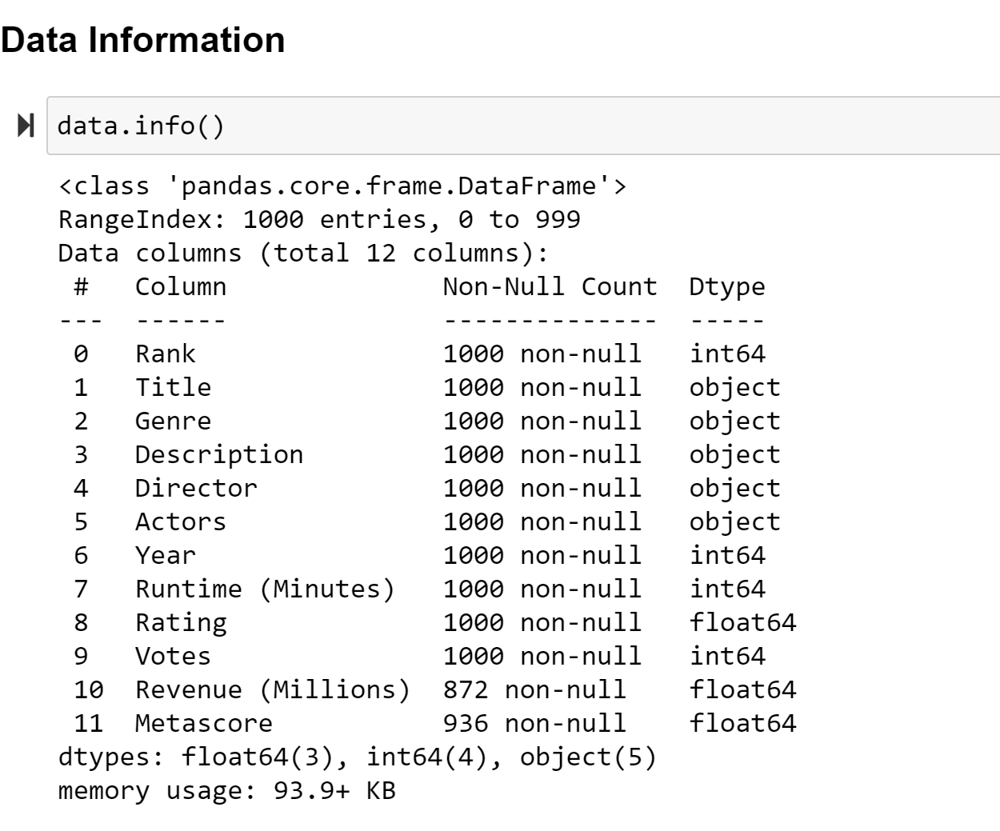 Data Information
data.info()
<class 'pandas.core.frame.DataFrame'>
RangeIndex: 1000 entries, 0 to 999
Data columns (total 12 columns):
 #   Column              Non-Null Count  Dtype
---  ------              --------------  -----
 0   Rank                1000 non-null   int64
 1   Title               1000 non-null   object
 2   Genre               1000 non-null   object
 3   Description         1000 non-null   object
 4   Director            1000 non-null   object
 5   Actors              1000 non-null   object
 6   Year                1000 non-null   int64
 7   Runtime (Minutes)   1000 non-null   int64
 8   Rating              1000 non-null   float64
 9   Votes               1000 non-null   int64
 10  Revenue (Millions)  872 non-null    float64
 11  Metascore           936 non-null    float64
dtypes: float64(3), int64(4), object(5)
memory usage: 93.9+ KB